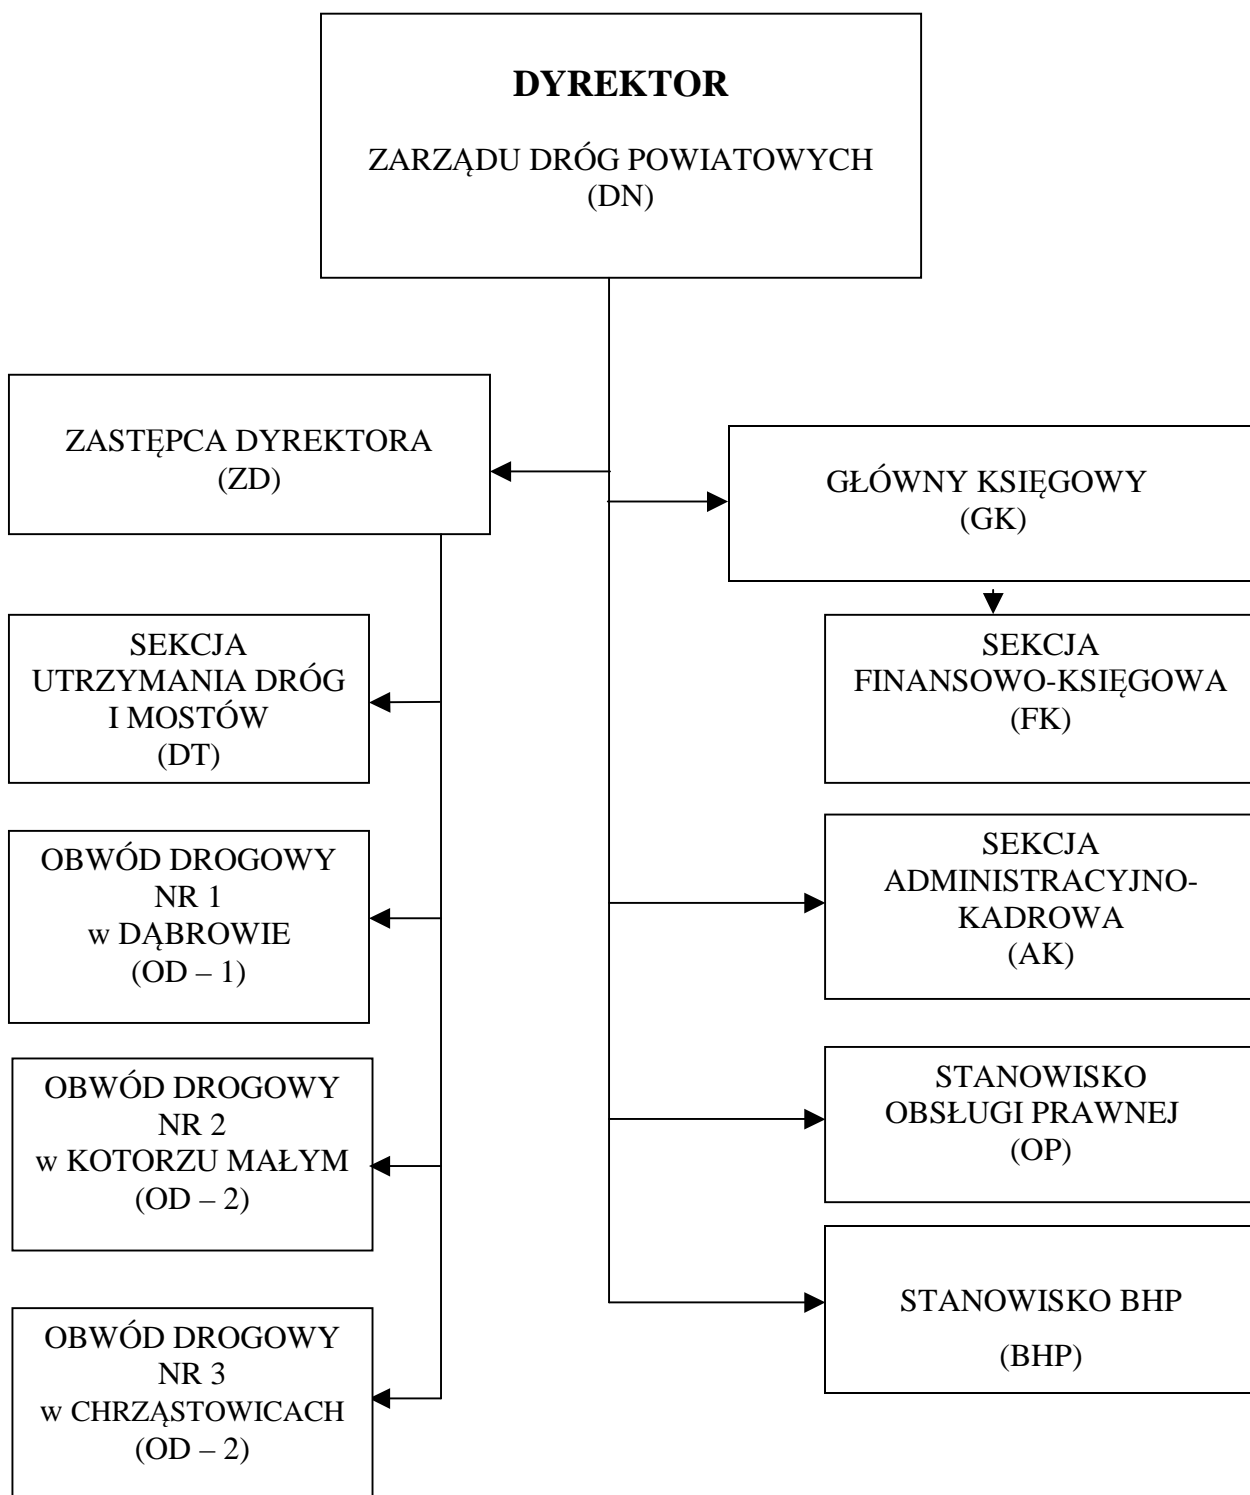 DYREKTOR
ZARZĄDU DRÓG POWIATOWYCH
(DN)
ZASTĘPCA DYREKTORA
(ZD)
GŁÓWNY KSIĘGOWY
(GK)
SEKCJA
UTRZYMANIA DRÓG
I MOSTÓW
(DT)
SEKCJA
FINANSOWO-KSIĘGOWA
(FK)
OBWÓD DROGOWY
NR 1
w DĄBROWIE
(OD – 1)
SEKCJA
ADMINISTRACYJNO-
KADROWA
(AK)
OBWÓD DROGOWY
NR 2
w KOTORZU MAŁYM
(OD – 2)
STANOWISKO
OBSŁUGI PRAWNEJ
(OP)
OBWÓD DROGOWY
NR 3
w CHRZĄSTOWICACH
(OD – 2)
STANOWISKO BHP
(BHP)